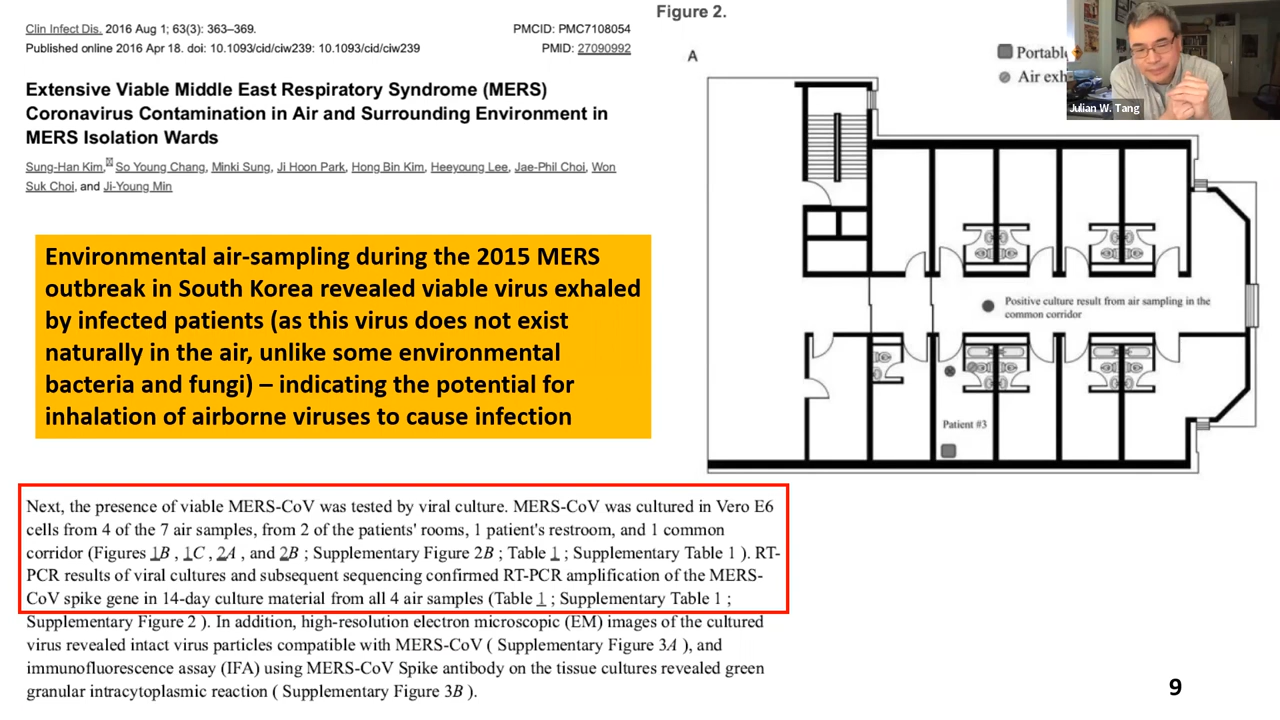 Clin Infect Dis. 2016 Aug 1; 63(3): 363–369.
PMCID: PMC7108054
Published online 2016 Apr 18. doi: 10.1093/cid/ciw239: 10.1093/cid/ciw239
PMID: 27090992
Extensive Viable Middle East Respiratory Syndrome (MERS)
Coronavirus Contamination in Air and Surrounding Environment in
MERS Isolation Wards
Sung-Han Kim, So Young Chang, Minki Sung, Ji Hoon Park, Hong Bin Kim, Heeyoung Lee, Jae-Phil Choi, Won
Suk Choi, and Ji-Young Min
Environmental air-sampling during the 2015 MERS
outbreak in South Korea revealed viable virus exhaled
by infected patients (as this virus does not exist
naturally in the air, unlike some environmental
bacteria and fungi) – indicating the potential for
inhalation of airborne viruses to cause infection
Next, the presence of viable MERS-CoV was tested by viral culture. MERS-CoV was cultured in Vero E6
cells from 4 of the 7 air samples, from 2 of the patients' rooms, 1 patient's restroom, and 1 common
corridor (Figures 1B , 1C , 2A , and 2B ; Supplementary Figure 2B ; Table 1 ; Supplementary Table 1 ). RT-
PCR results of viral cultures and subsequent sequencing confirmed RT-PCR amplification of the MERS-
CoV spike gene in 14-day culture material from all 4 air samples (Table 1 ; Supplementary Table 1 ;
Supplementary Figure 2 ). In addition, high-resolution electron microscopic (EM) images of the cultured
virus revealed intact virus particles compatible with MERS-CoV ( Supplementary Figure 3A ), and
immunofluorescence assay (IFA) using MERS-CoV Spike antibody on the tissue cultures revealed green
granular intracytoplasmic reaction ( Supplementary Figure 3B ).
Figure 2.
A
Portabl
Air exh
Julian W. Tang
Positive culture result from air sampling in the
common corridor
Patient #3
9